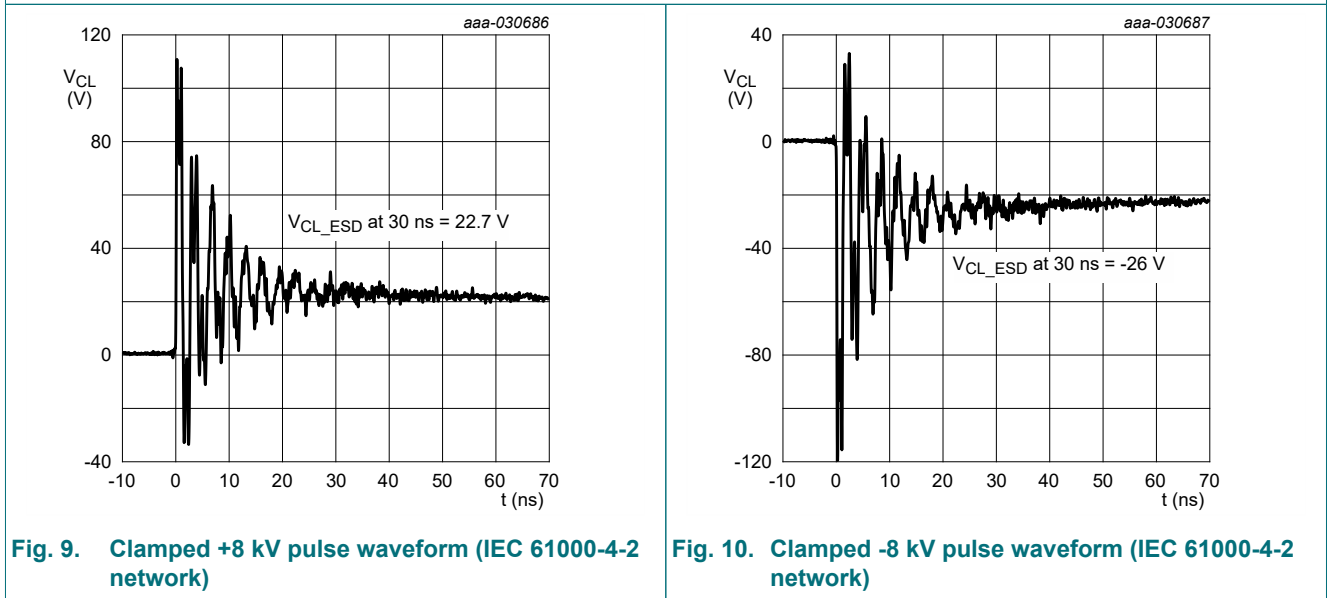 aaa-030686
120
VCL
(V)
80
VCL_ESD at 30 ns = 22.7 V
40
0
-40
-10 0 10 20 30 40 50 60 70
t (ns)
Fig. 9. Clamped +8 kV pulse waveform (IEC 61000-4-2
network)
aaa-030687
40
VCL
(V)
0
-40
VCL_ESD at 30 ns = -26 V
-80
-120
-10 0 10 20 30 40 50 60 70
t (ns)
Fig. 10. Clamped -8 kV pulse waveform (IEC 61000-4-2
network)